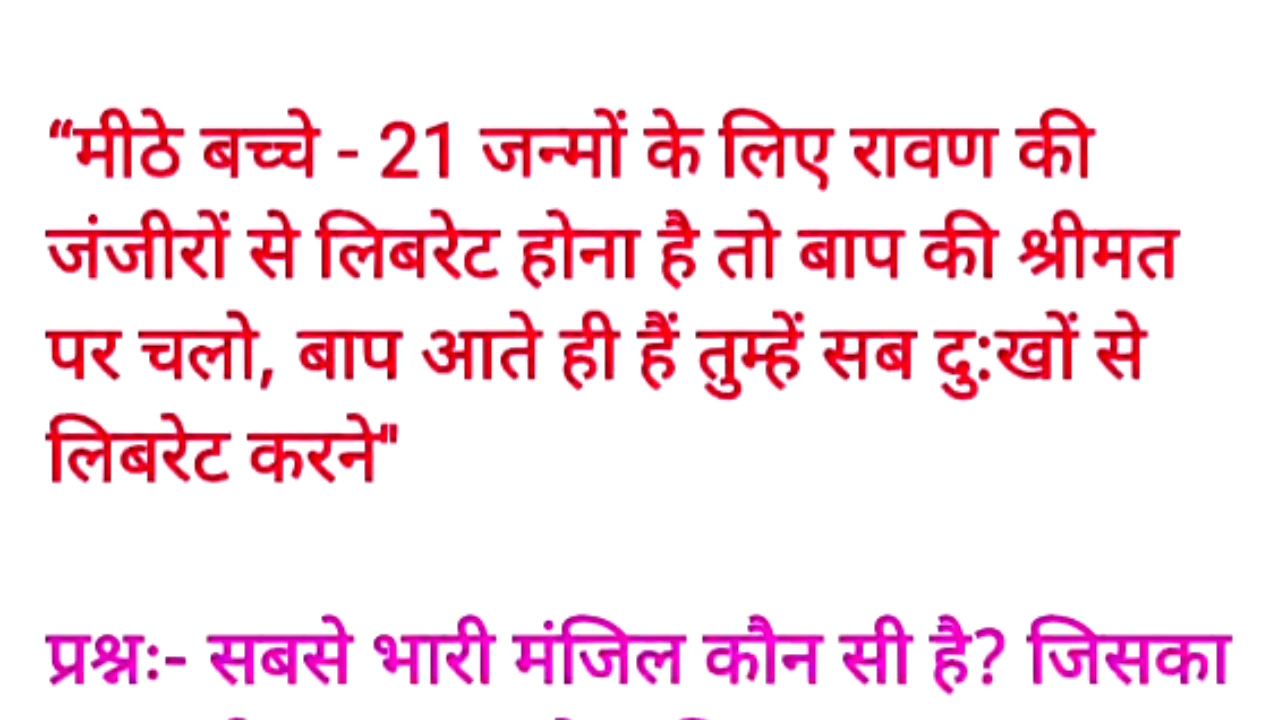 “मीठे बच्चे - 21 जन्मों के लिए रावण की
जंजीरों से लिबरेट होना है तो बाप की श्रीमत
पर चलो, बाप आते ही हैं तुम्हें सब दु:खों से
लिबरेट करने"
प्रश्नः- सबसे भारी मंजिल कौन सी है? जिसका